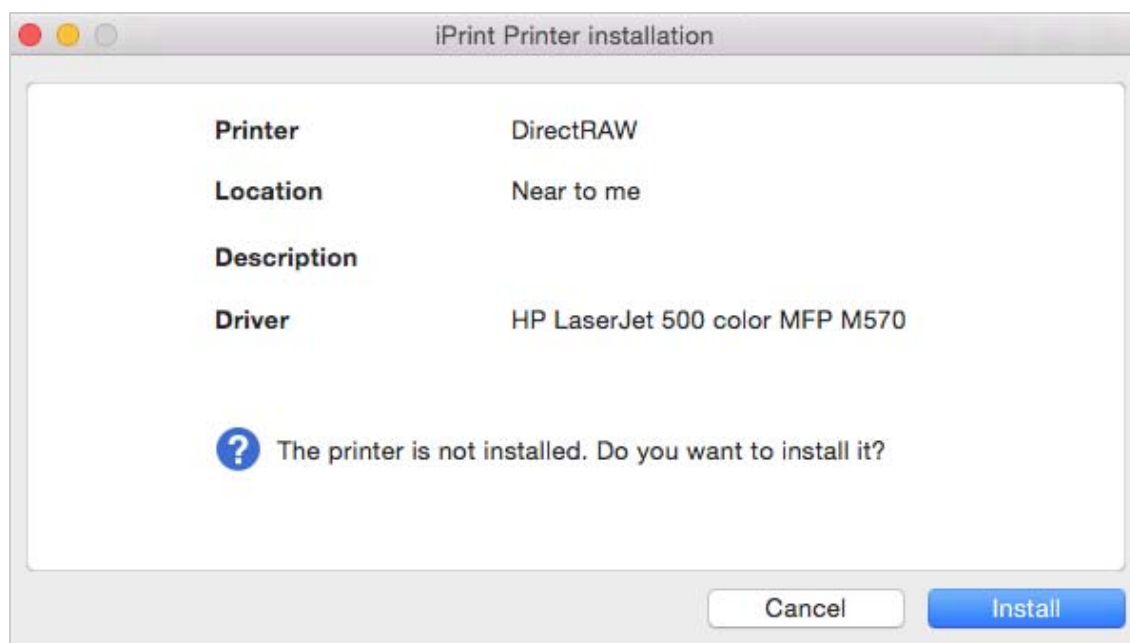 iPrint Printer installation
Printer DirectRAW
Location Near to me
Description
Driver HP LaserJet 500 color MFP M570
? The printer is not installed. Do you want to install it?
Cancel Install